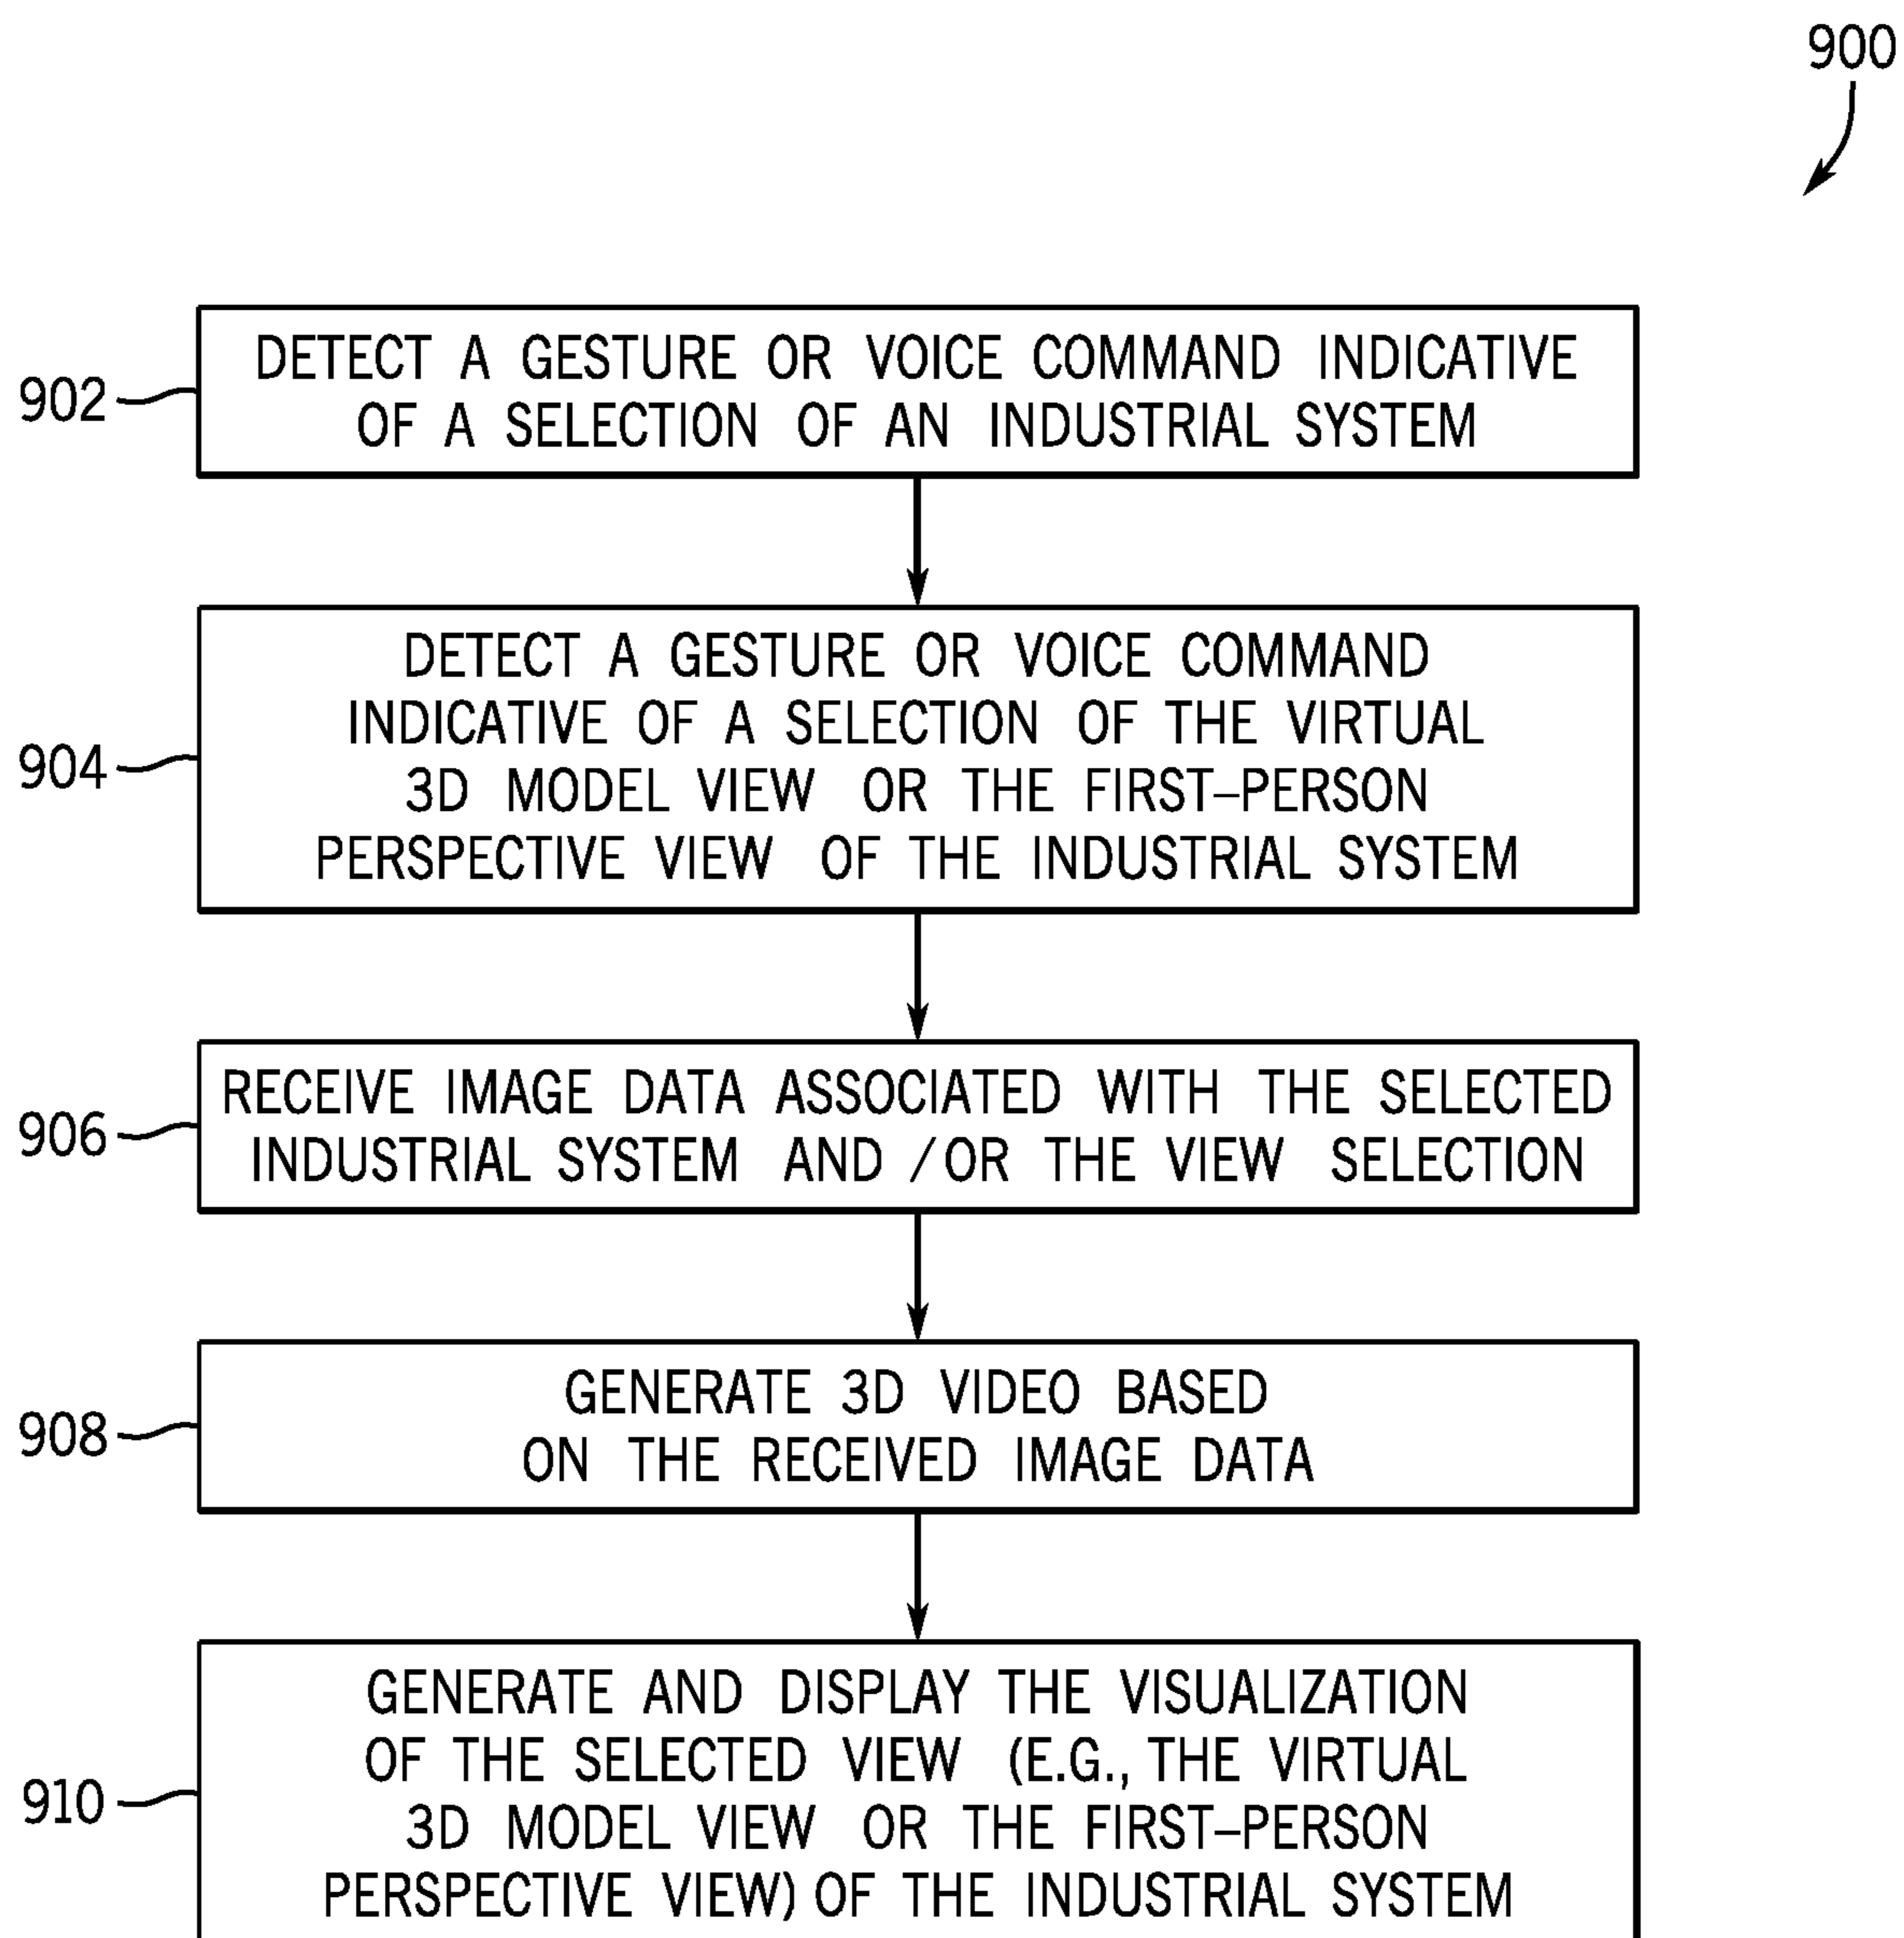 900
902
DETECT A GESTURE OR VOICE COMMAND INDICATIVE
OF A SELECTION OF AN INDUSTRIAL SYSTEM
904
DETECT A GESTURE OR VOICE COMMAND
INDICATIVE OF A SELECTION OF THE VIRTUAL
3D MODEL VIEW OR THE FIRST–PERSON
PERSPECTIVE VIEW OF THE INDUSTRIAL SYSTEM
906
RECEIVE IMAGE DATA ASSOCIATED WITH THE SELECTED
INDUSTRIAL SYSTEM AND /OR THE VIEW SELECTION
908
GENERATE 3D VIDEO BASED
ON THE RECEIVED IMAGE DATA
910
GENERATE AND DISPLAY THE VISUALIZATION
OF THE SELECTED VIEW (E.G., THE VIRTUAL
3D MODEL VIEW OR THE FIRST–PERSON
PERSPECTIVE VIEW) OF THE INDUSTRIAL SYSTEM